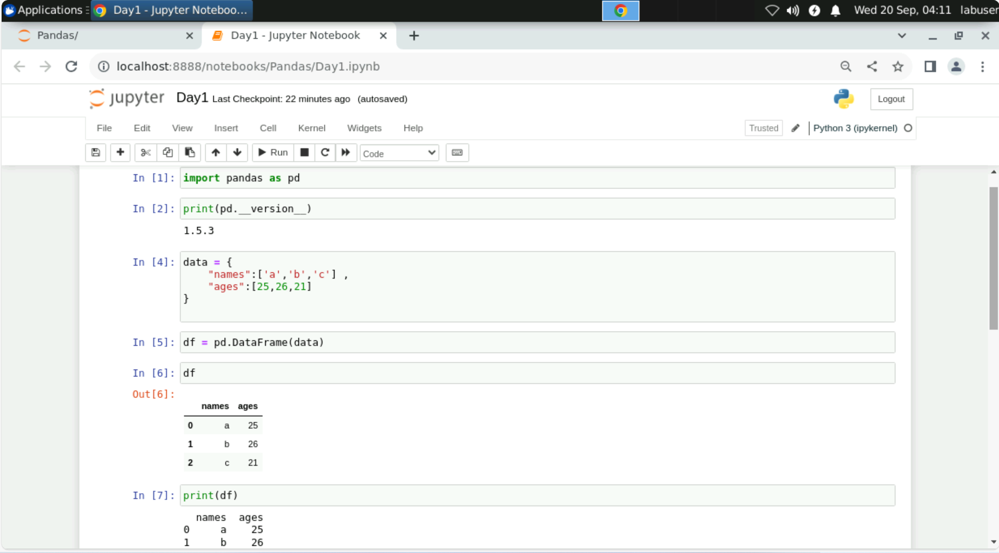 Applications Day1 - Jupyter Noteboo... Wed 20 Sep, 04:11 labuser
Pandas/ Day1 - Jupyter Notebook
localhost:8888/notebooks/Pandas/Day1.ipynb
jupyter Day1 Last Checkpoint: 22 minutes ago (autosaved) Logout
File Edit View Insert Cell Kernel Widgets Help Trusted Python 3 (ipykernel)
Run Code
In [1]: import pandas as pd
In [2]: print(pd.__version__)
1.5.3
In [4]: data = {
"names":['a','b','c'] ,
"ages":[25,26,21]
}
In [5]: df = pd.DataFrame(data)
In [6]: df
Out[6]:
names ages
0 a 25
1 b 26
2 c 21
In [7]: print(df)
names ages
0 a 25
1 b 26